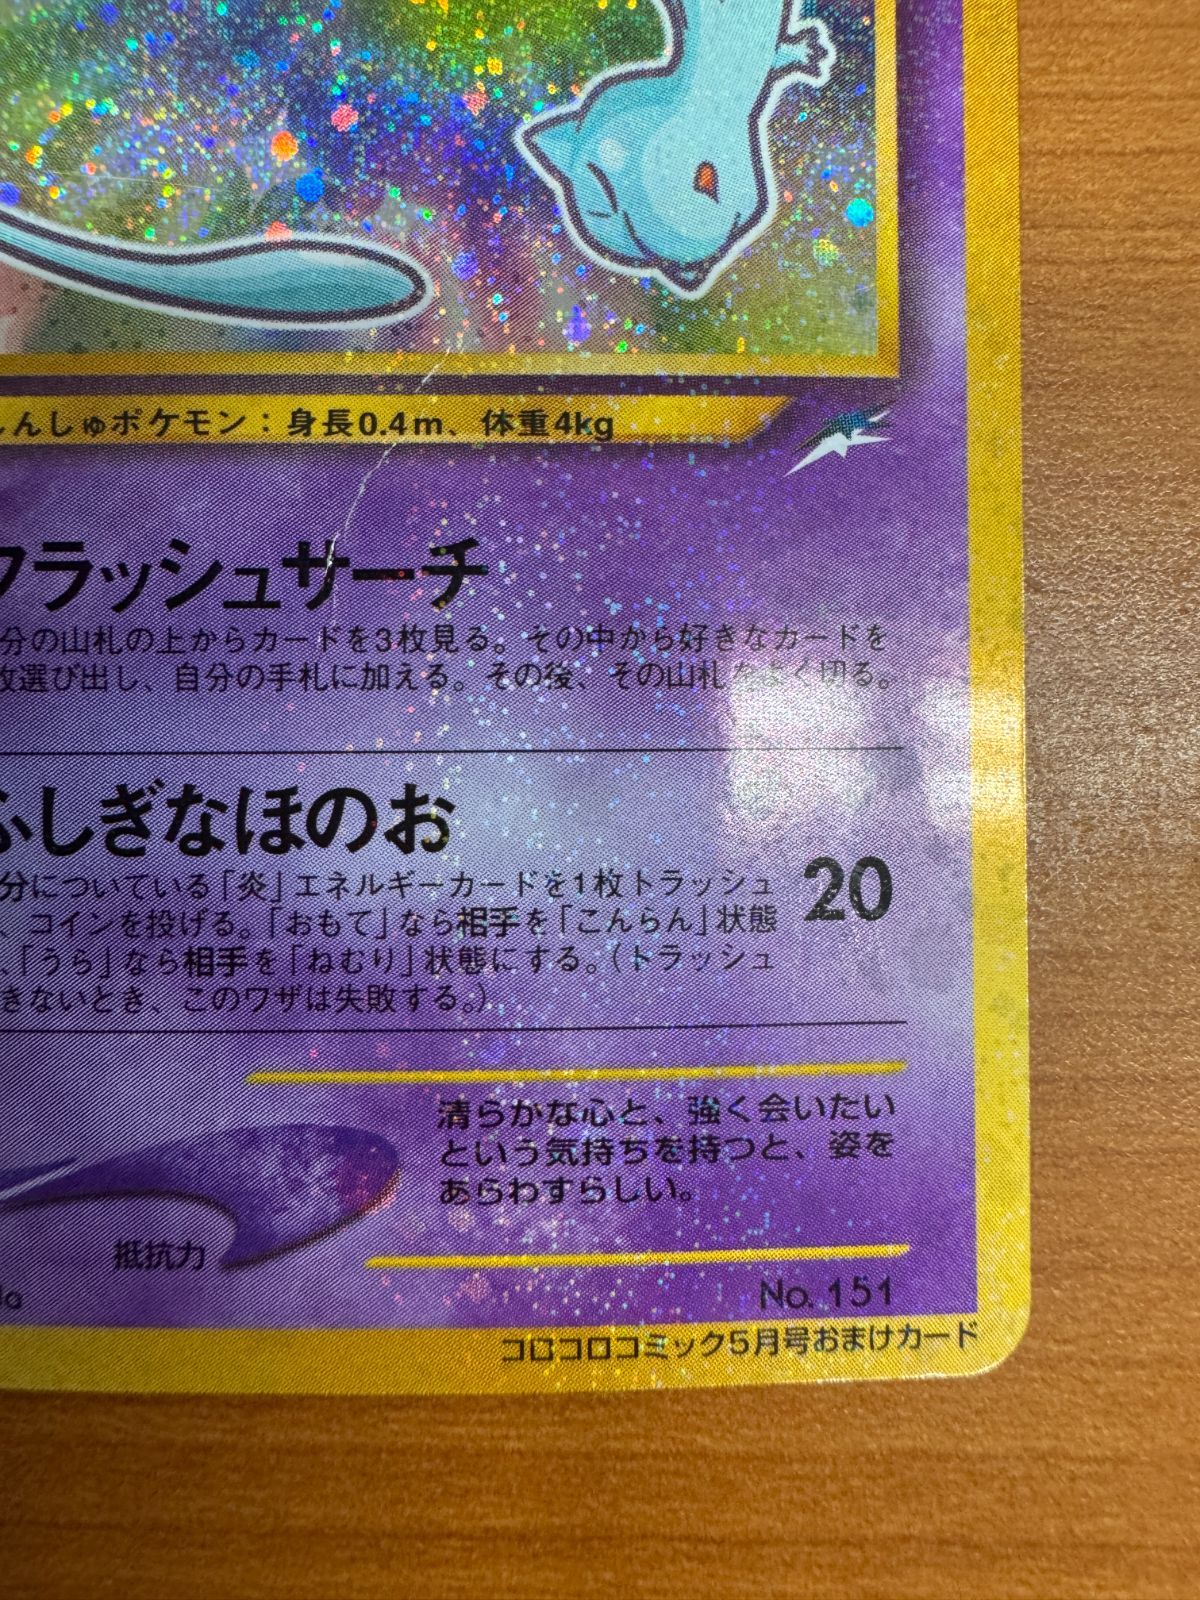 んしゅポケモン：身長0.4m、体重4kg
フラッシュサーチ
分の山札の上からカードを3枚見る。その中から好きなカードを
枚選び出し、自分の手札に加える。その後、その山札をよく切る。
ふしぎなほのお
20
分についている「炎」エネルギーカードを1枚トラッシュ
、コインを投げる。「おもて」なら相手を「こんらん」状態
、「うら」なら相手を「ねむり」状態にする。（トラッシュ
きないとき、このワザは失敗する。）
清らかな心と、強く会いたい
という気持ちを持つと、姿を
あらわすらしい。
抵抗力
No. 151
コロコロコミック5月号おまけカード